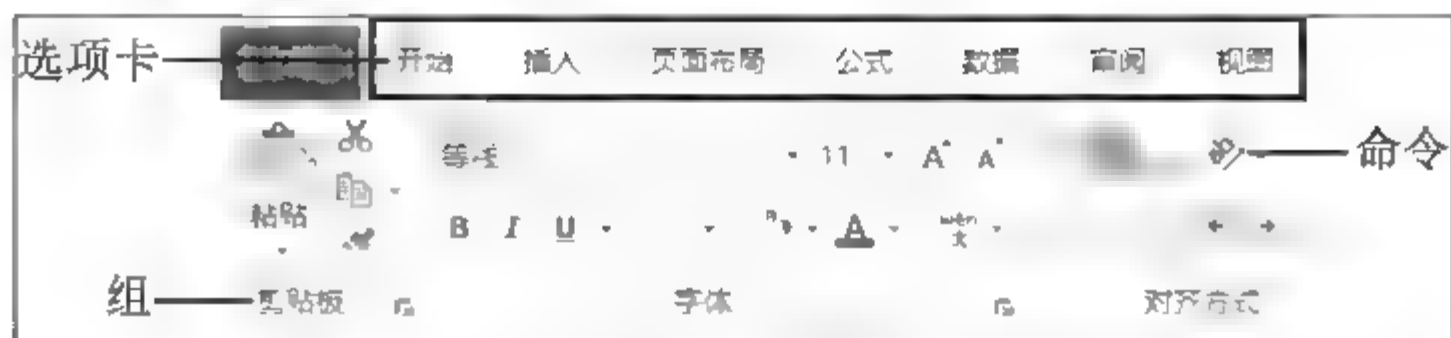 选项卡 开始 插入 页面布局 公式 数据 审阅 视图
11 A A 命令
粘贴
B I U A wén
组 剪贴板 字体 对齐方式